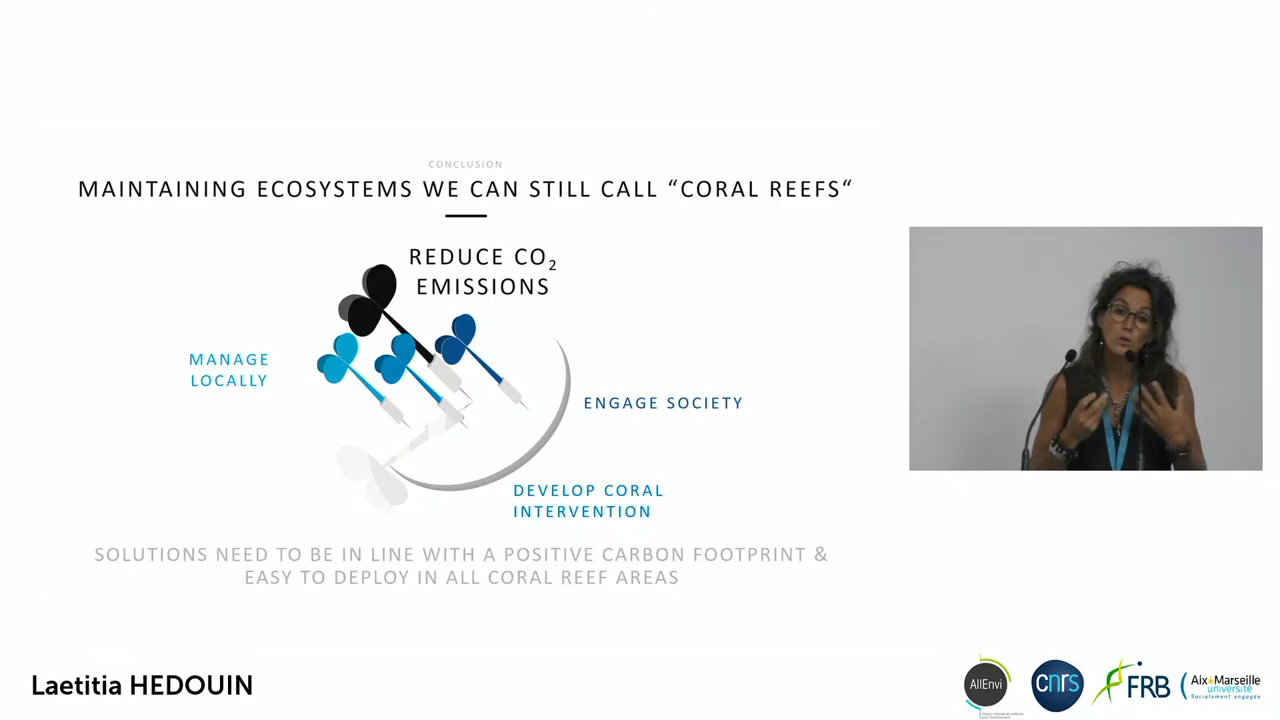 CONCLUSION
MAINTAINING ECOSYSTEMS WE CAN STILL CALL “CORAL REEFS“
REDUCE CO2
EMISSIONS
MANAGE
LOCALLY
ENGAGE SOCIETY
DEVELOP CORAL
INTERVENTION
SOLUTIONS NEED TO BE IN LINE WITH A POSITIVE CARBON FOOTPRINT &
EASY TO DEPLOY IN ALL CORAL REEF AREAS
Laetitia HEDOUIN
AllEnvi
cnrs
FRB
Aix Marseille
université
Socialement engagée